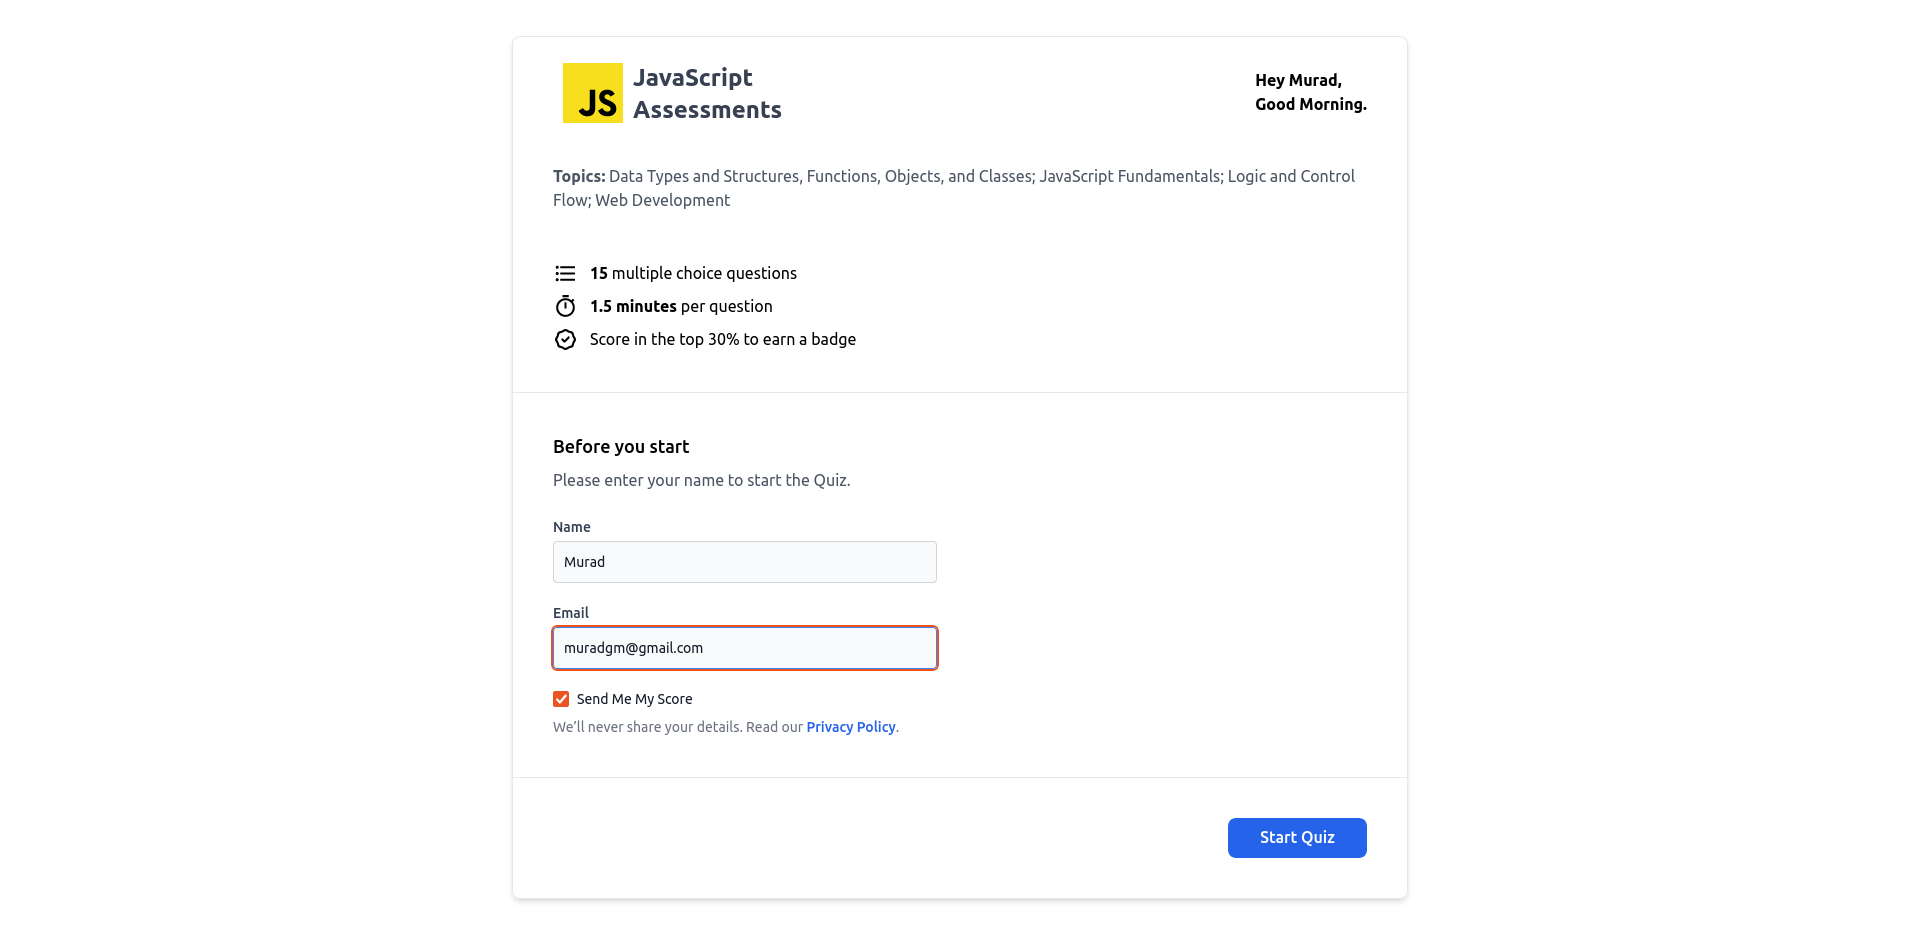 JS
JavaScript
Assessments
Hey Murad,
Good Morning.
Topics: Data Types and Structures, Functions, Objects, and Classes; JavaScript Fundamentals; Logic and Control
Flow; Web Development
15 multiple choice questions
1.5 minutes per question
Score in the top 30% to earn a badge
Before you start
Please enter your name to start the Quiz.
Name
Murad
Email
muradgm@gmail.com
Send Me My Score
We'll never share your details. Read our Privacy Policy.
Start Quiz